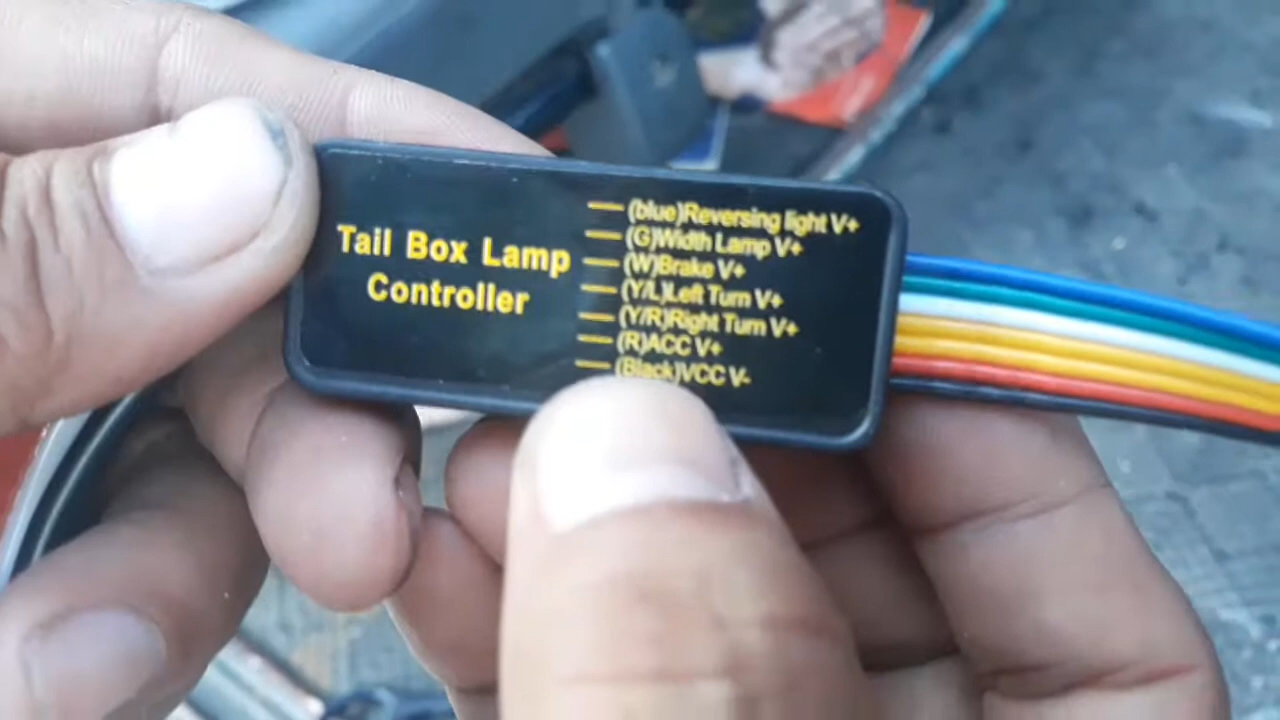 Tail Box Lamp
Controller
(blue)Reversing light V+
(G)Width Lamp V+
(W)Brake V+
(Y/L)Left Turn V+
(Y/R)Right Turn V+
(R)ACC V+
(Black)VCC V-